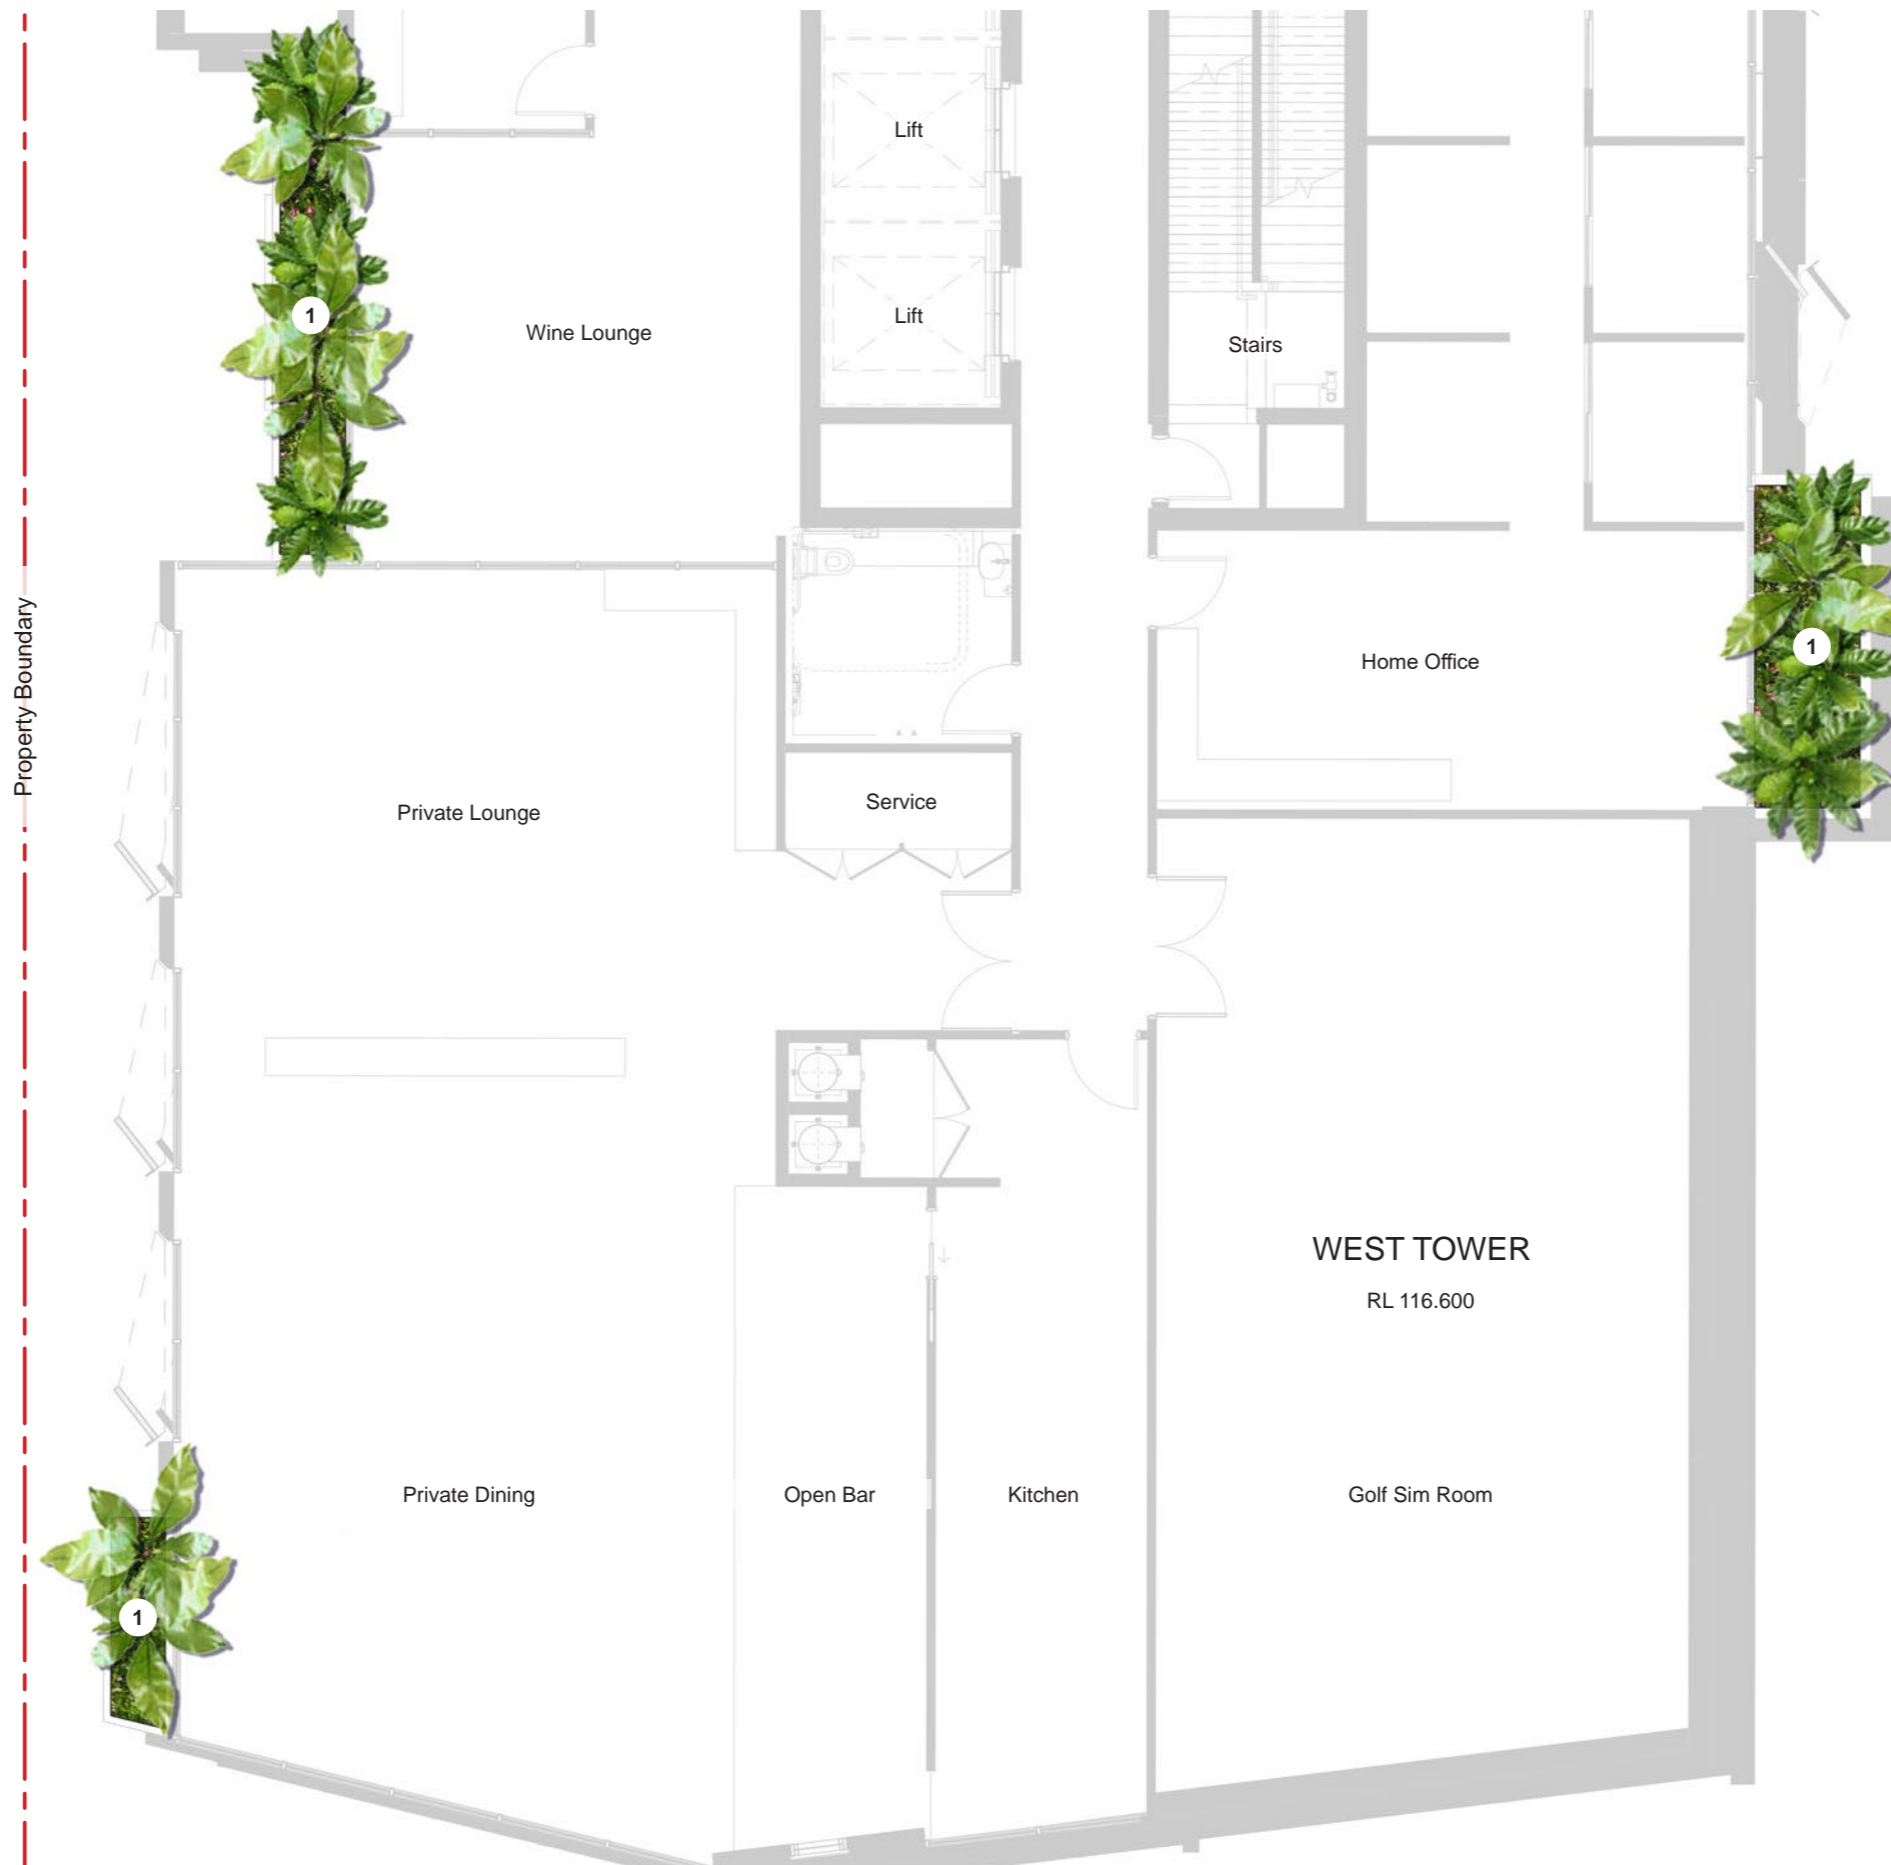 Lift
Lift
1
Wine Lounge
Stairs
Property Boundary
1
Home Office
Private Lounge
Service
WEST TOWER
RL 116.600
Private Dining
Open Bar
Kitchen
Golf Sim Room
1